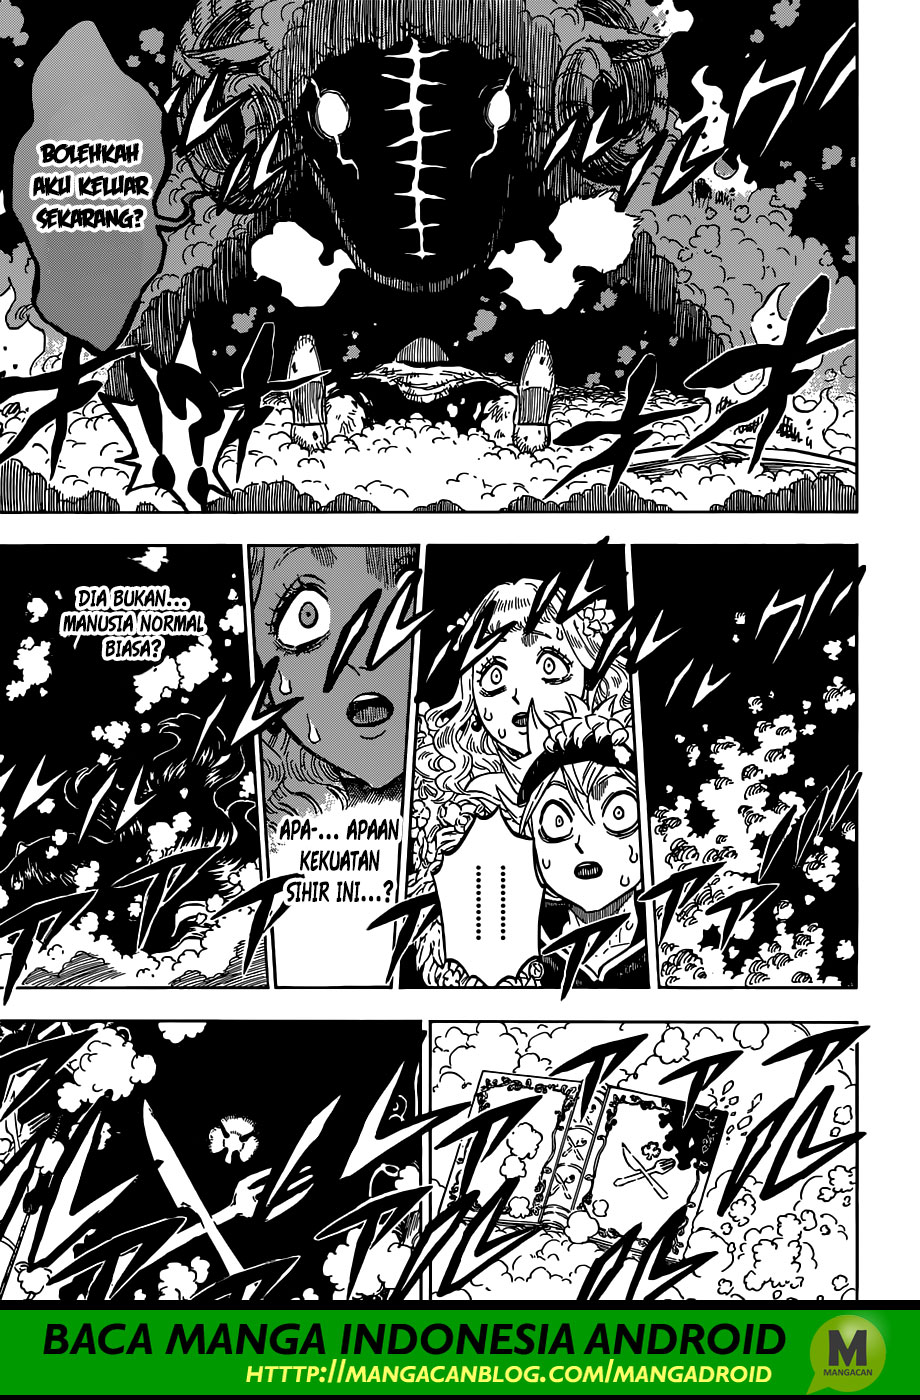 BOLEHKAH
AKU KELUAR
SEKARANG?
DIA BUKAN...
MANUSIA NORMAL
BIASA?
APA-... APAAN
KEKUATAN
SIHIR INI....?
BACA MANGA INDONESIA ANDROID
HTTTP://MANGACANBLOG.COM/MANGADROID
M
MANGACAN